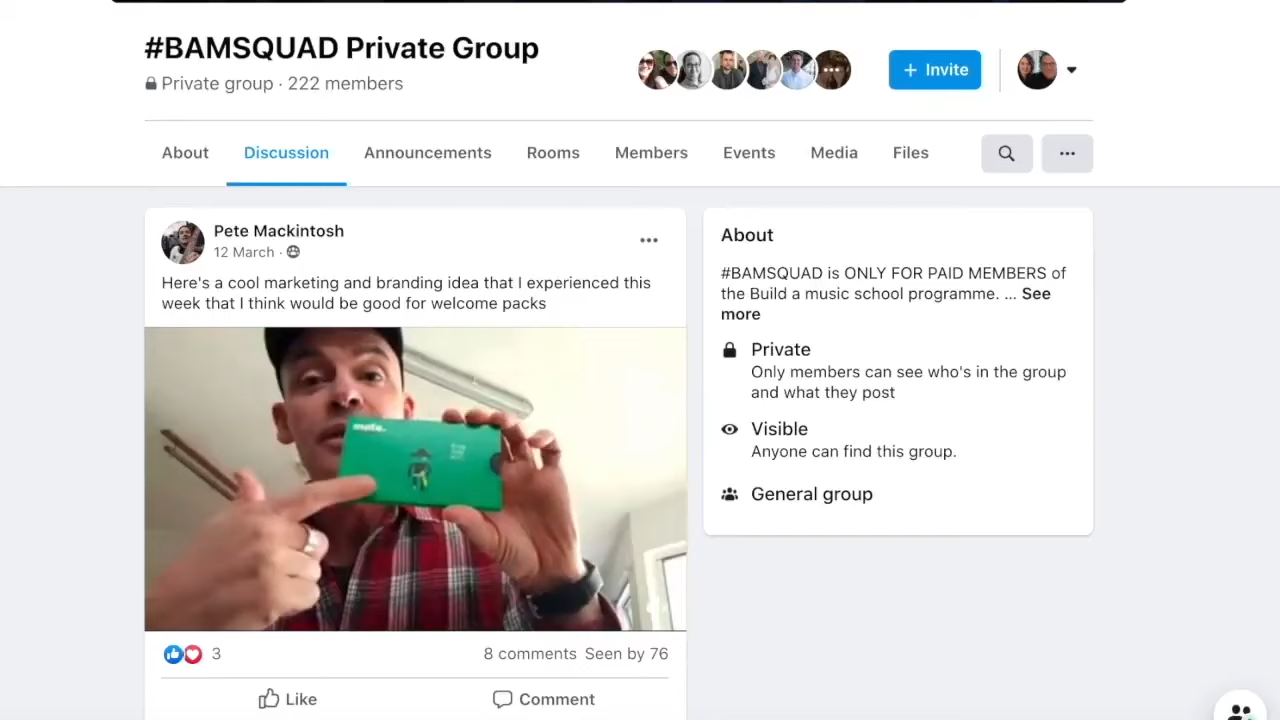 #BAMSQUAD Private Group
Private group · 222 members
+ Invite
About
Discussion
Announcements
Rooms
Members
Events
Media
Files
Pete Mackintosh
12 March ·
Here's a cool marketing and branding idea that I experienced this
week that I think would be good for welcome packs
mate.
3
8 comments Seen by 76
Like
Comment
About
#BAMSQUAD is ONLY FOR PAID MEMBERS of
the Build a music school programme. ... See
more
Private
Only members can see who's in the group
and what they post
Visible
Anyone can find this group.
General group